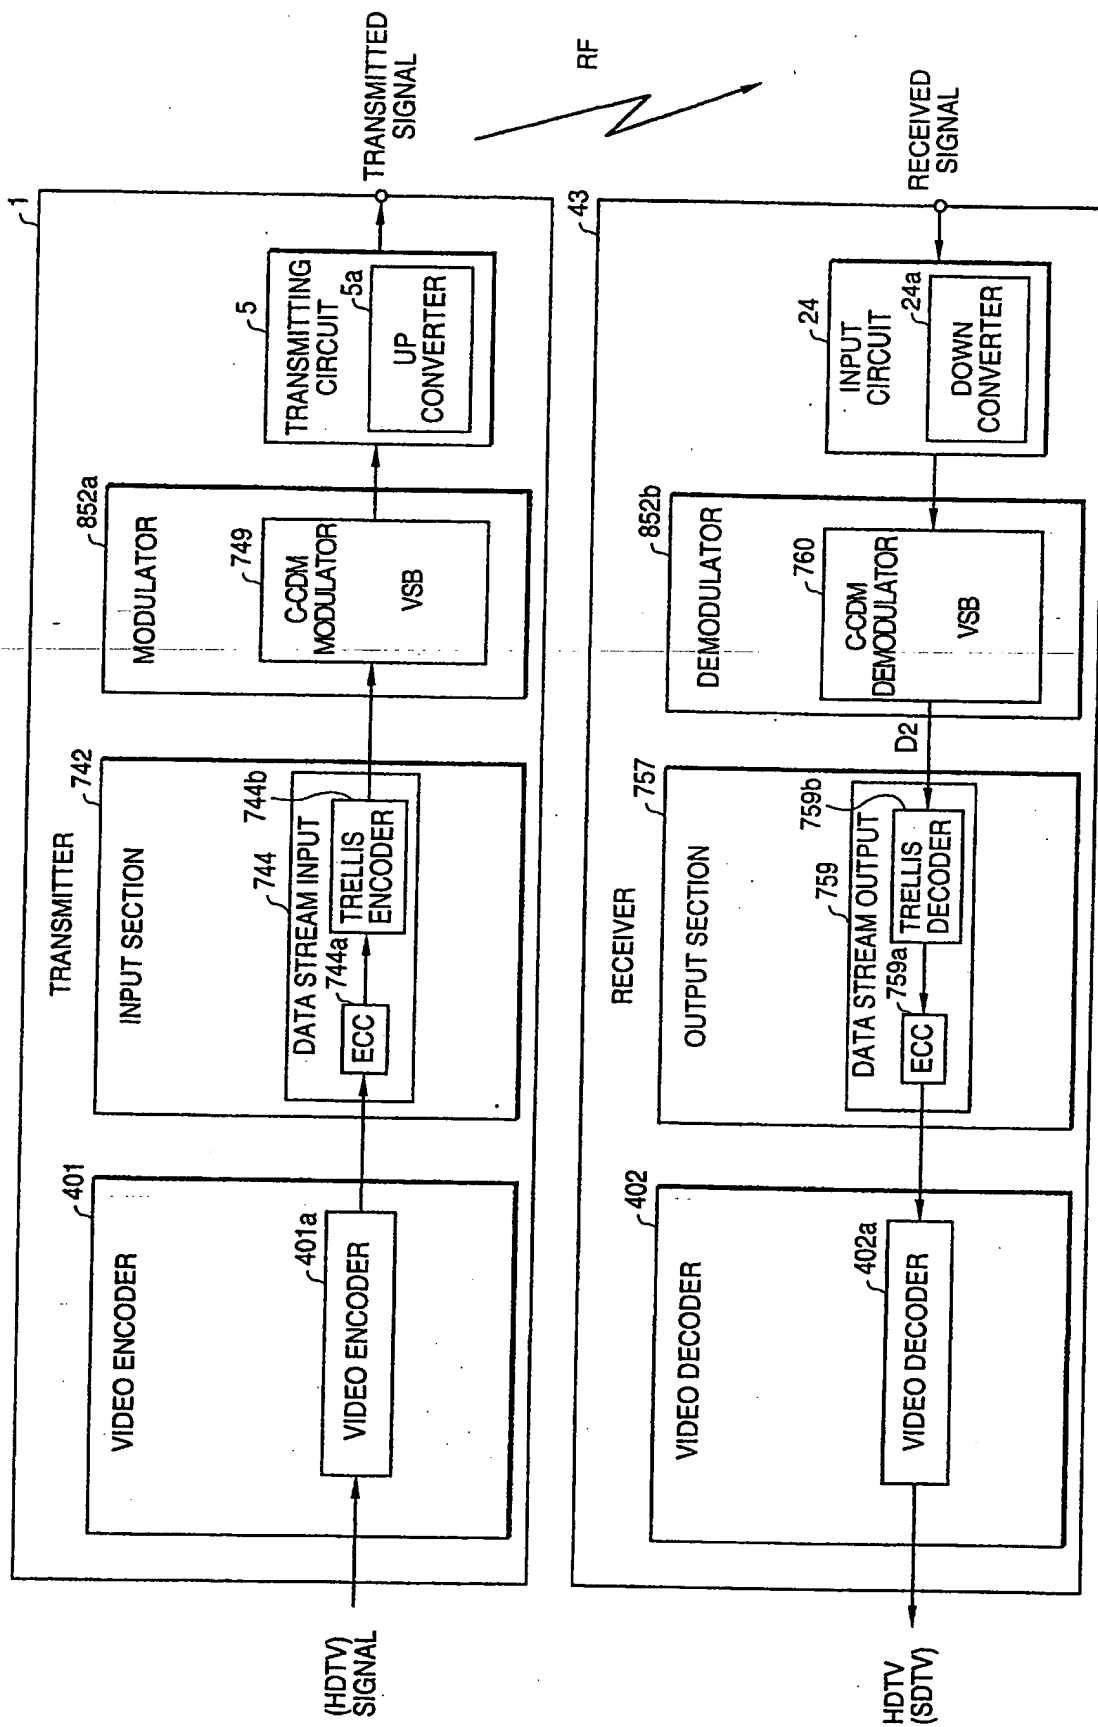 1
TRANSMITTER
(HDTV)
SIGNAL
401
VIDEO ENCODER
401a
VIDEO ENCODER
742
INPUT SECTION
744
DATA STREAM INPUT
744a
ECC
744b
TRELLIS
ENCODER
852a
MODULATOR
749
C-CDM
MODULATOR
VSB
5
TRANSMITTING
CIRCUIT
5a
UP
CONVERTER
TRANSMITTED
SIGNAL
RF
43
RECEIVER
HDTV
(SDTV)
402
VIDEO DECODER
402a
VIDEO DECODER
757
OUTPUT SECTION
759
DATA STREAM OUTPUT
759a
ECC
759b
TRELLIS
DECODER
D2
852b
DEMODULATOR
760
C-CDM
DEMODULATOR
VSB
24
INPUT
CIRCUIT
24a
DOWN
CONVERTER
RECEIVED
SIGNAL